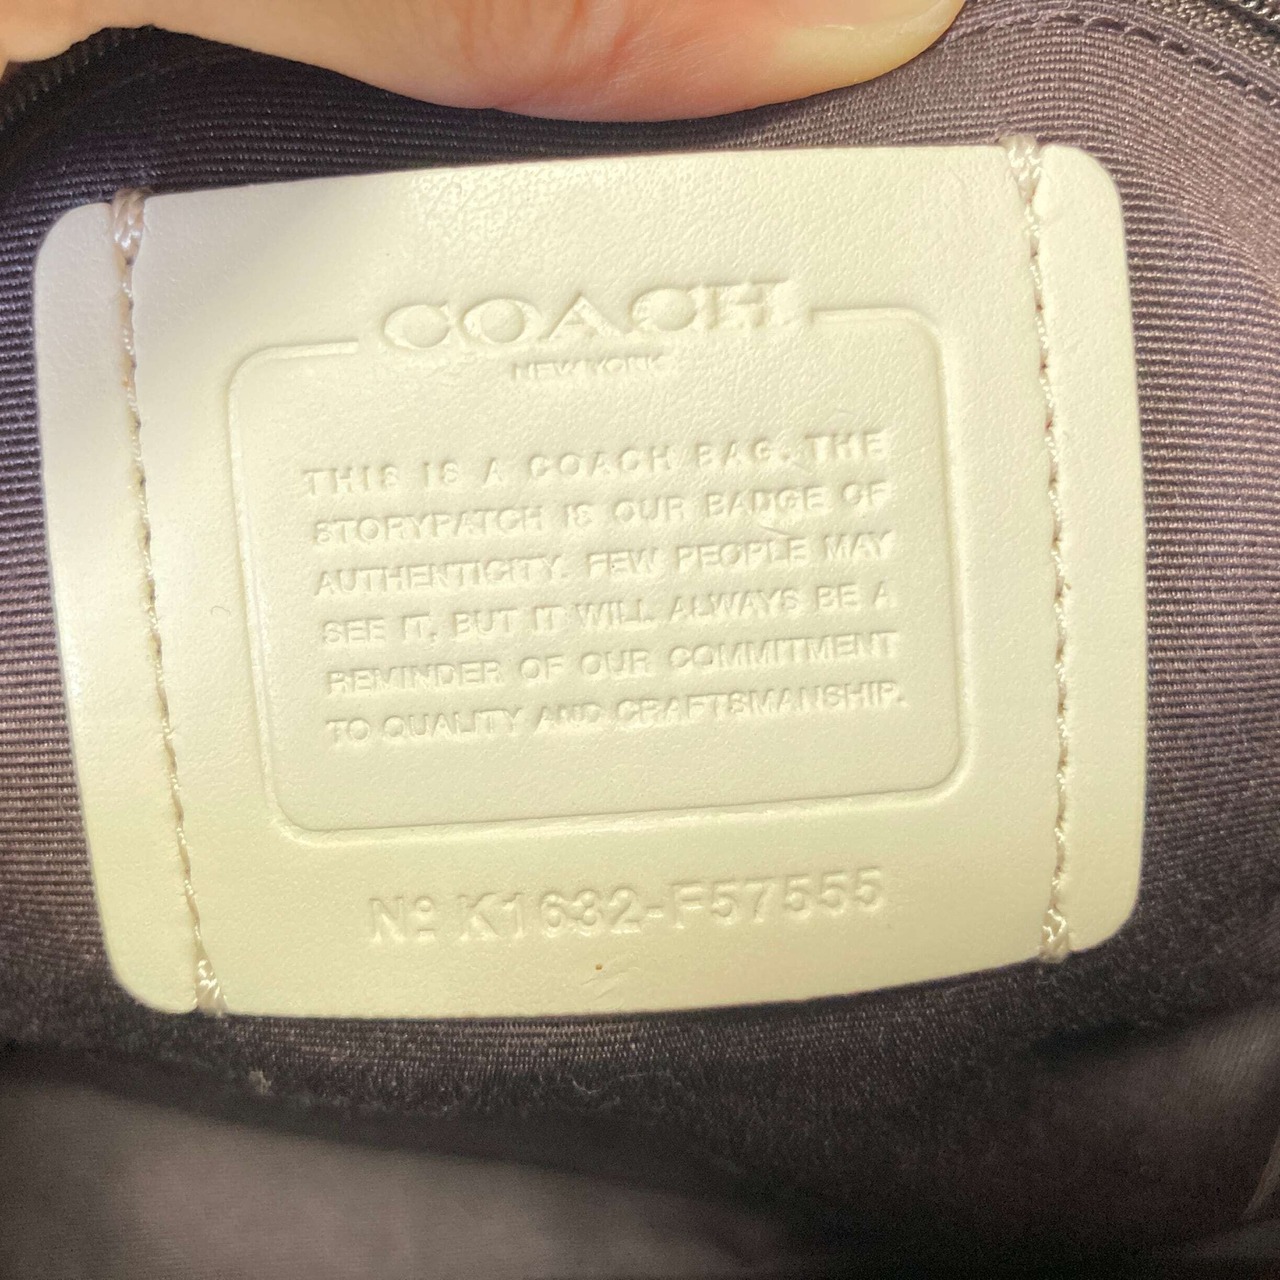 COACH
NEW YORK
THIS IS A COACH BAG. THE
STORYPATCH IS OUR BADGE OF
AUTHENTICITY. FEW PEOPLE MAY
SEE IT, BUT IT WILL ALWAYS BE A
REMINDER OF OUR COMMITMENT
TO QUALITY AND CRAFTSMANSHIP.
Nº K1632-F57555